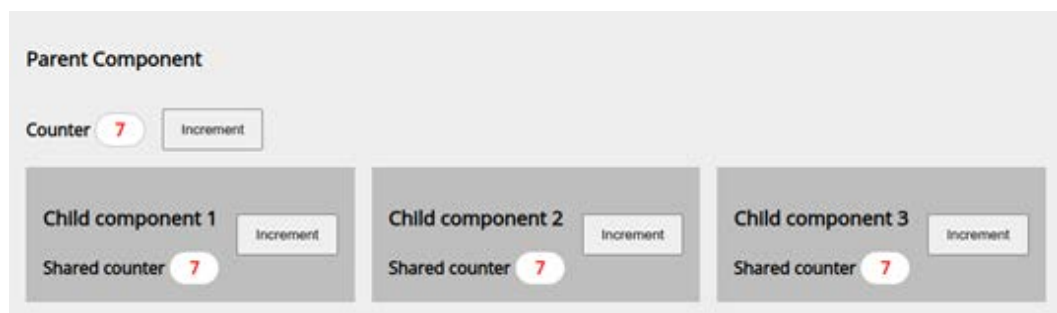 Parent Component
Counter 7 Increment
Child component 1 Increment
Shared counter 7
Child component 2 Increment
Shared counter 7
Child component 3 Increment
Shared counter 7